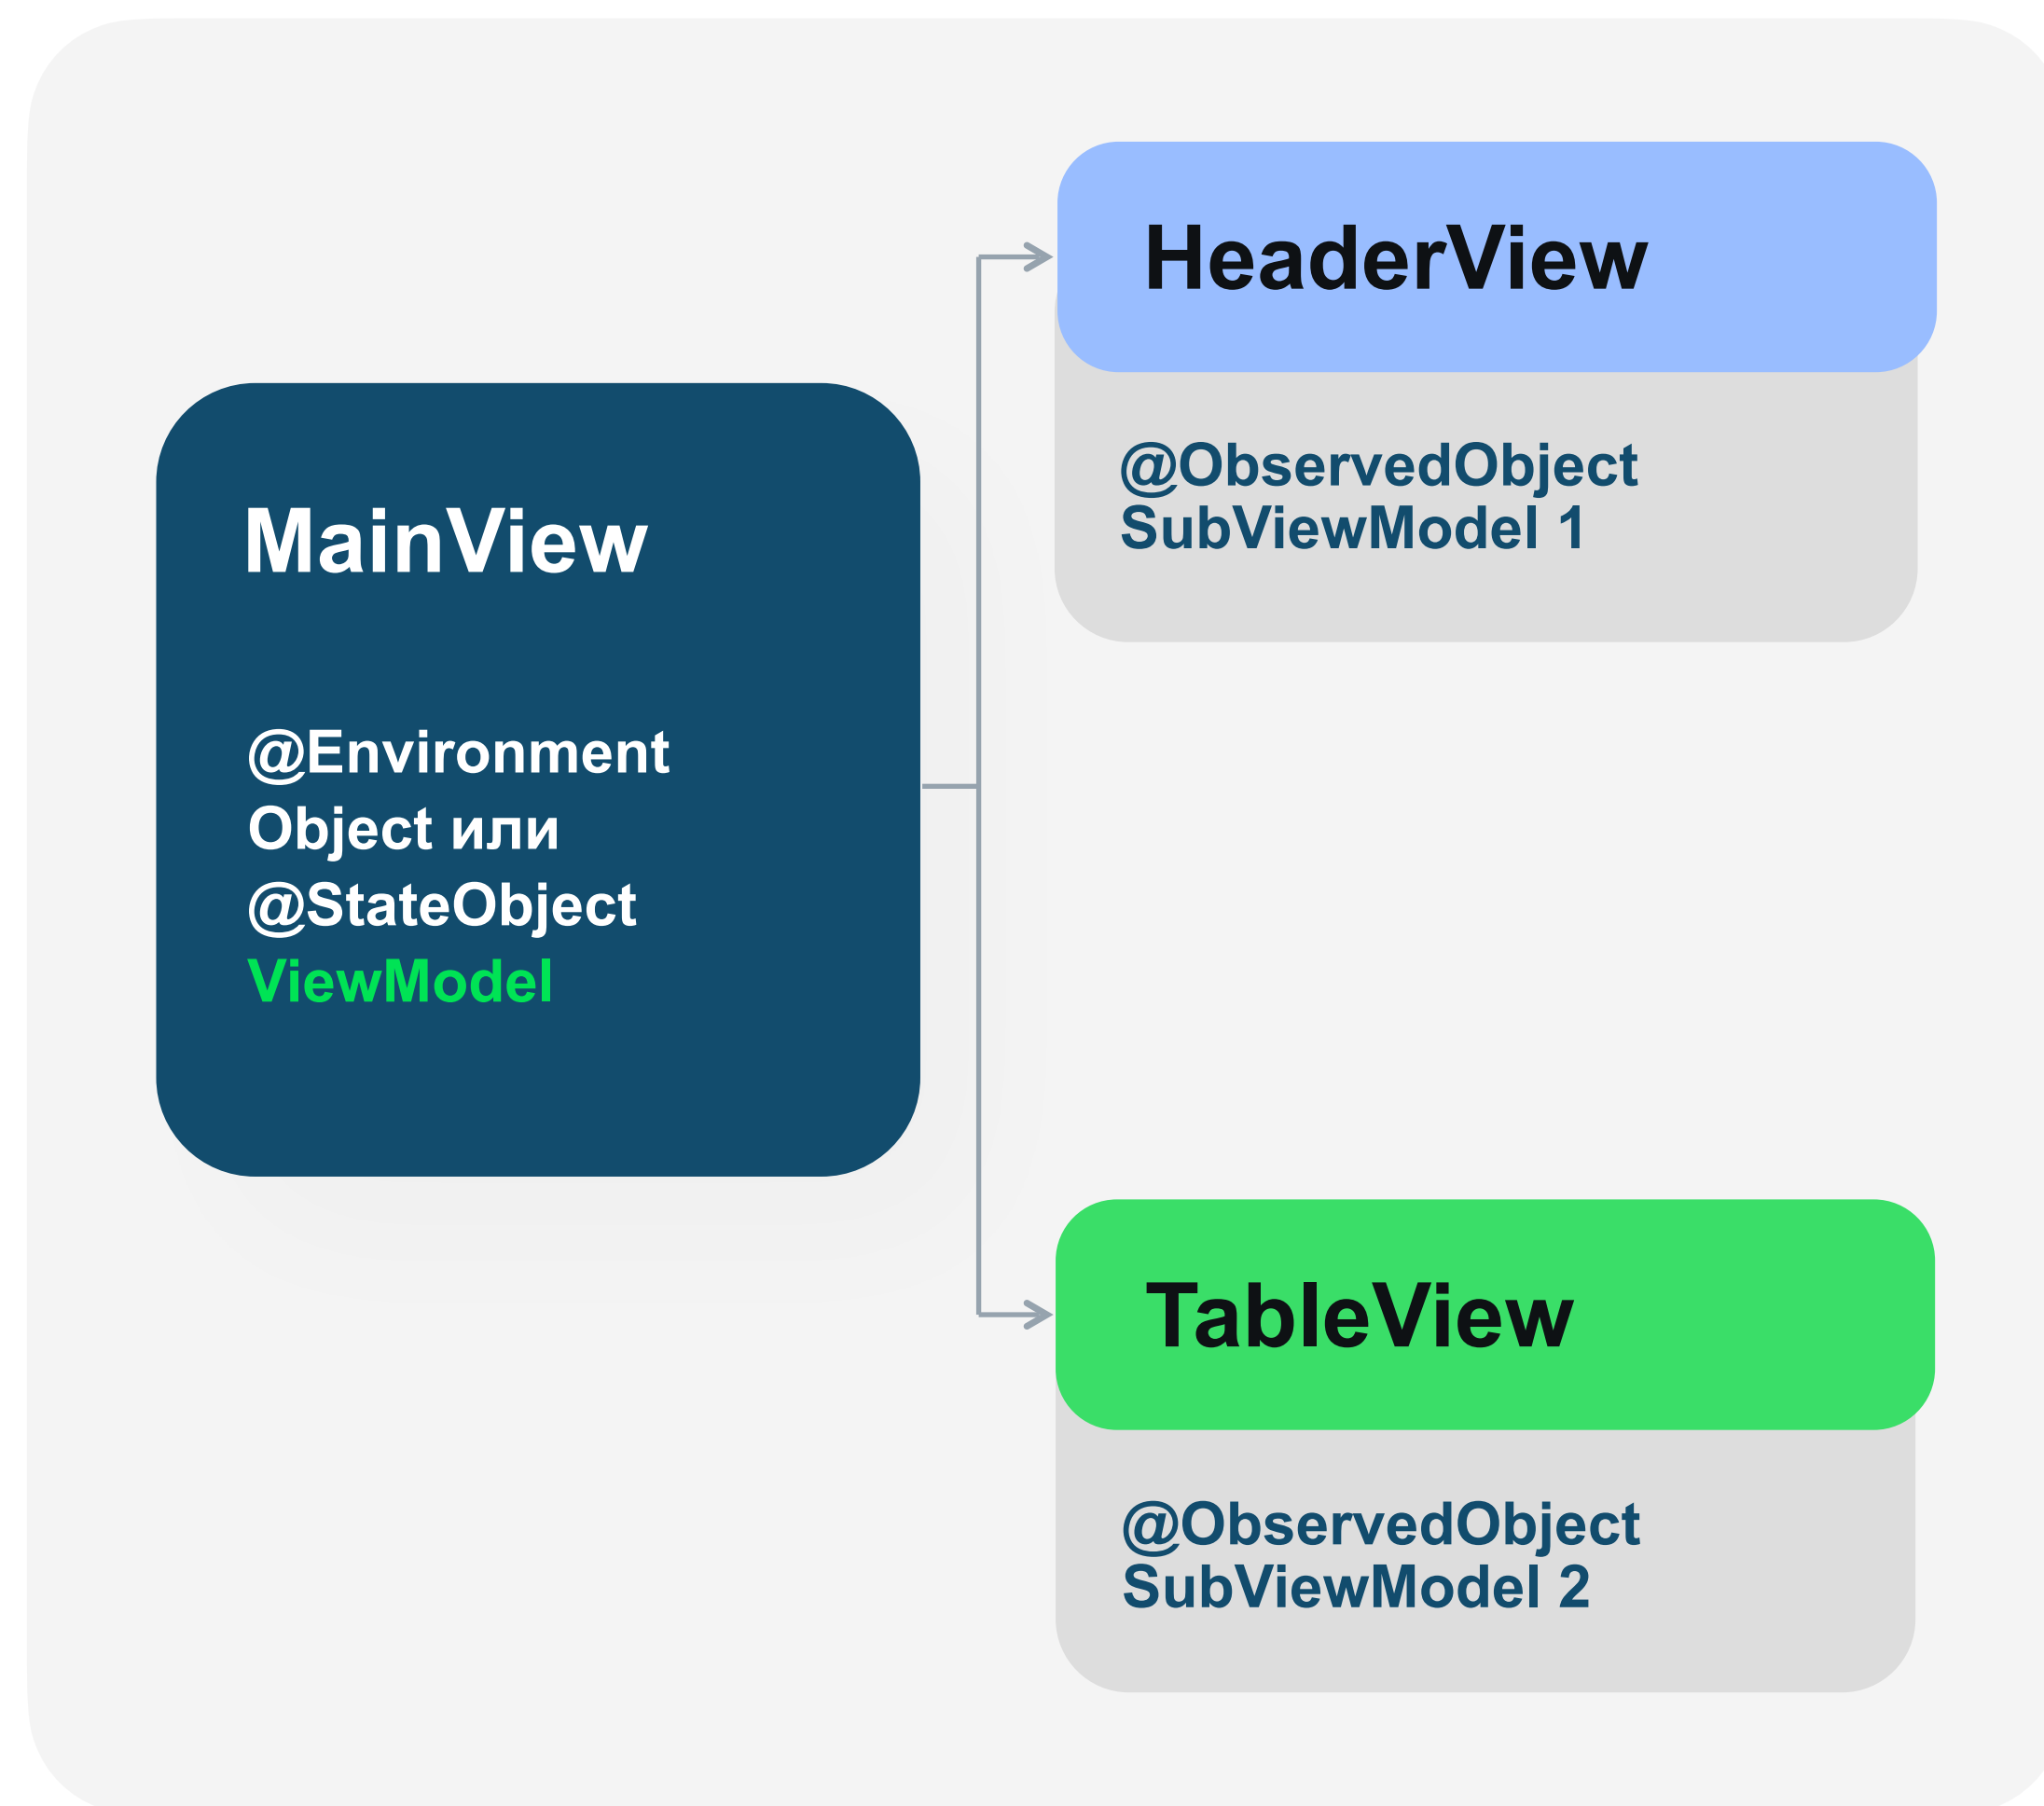 MainView
@Environment
Object или
@StateObject
ViewModel
HeaderView
@ObservedObject
SubViewModel 1
TableView
@ObservedObject
SubViewModel 2